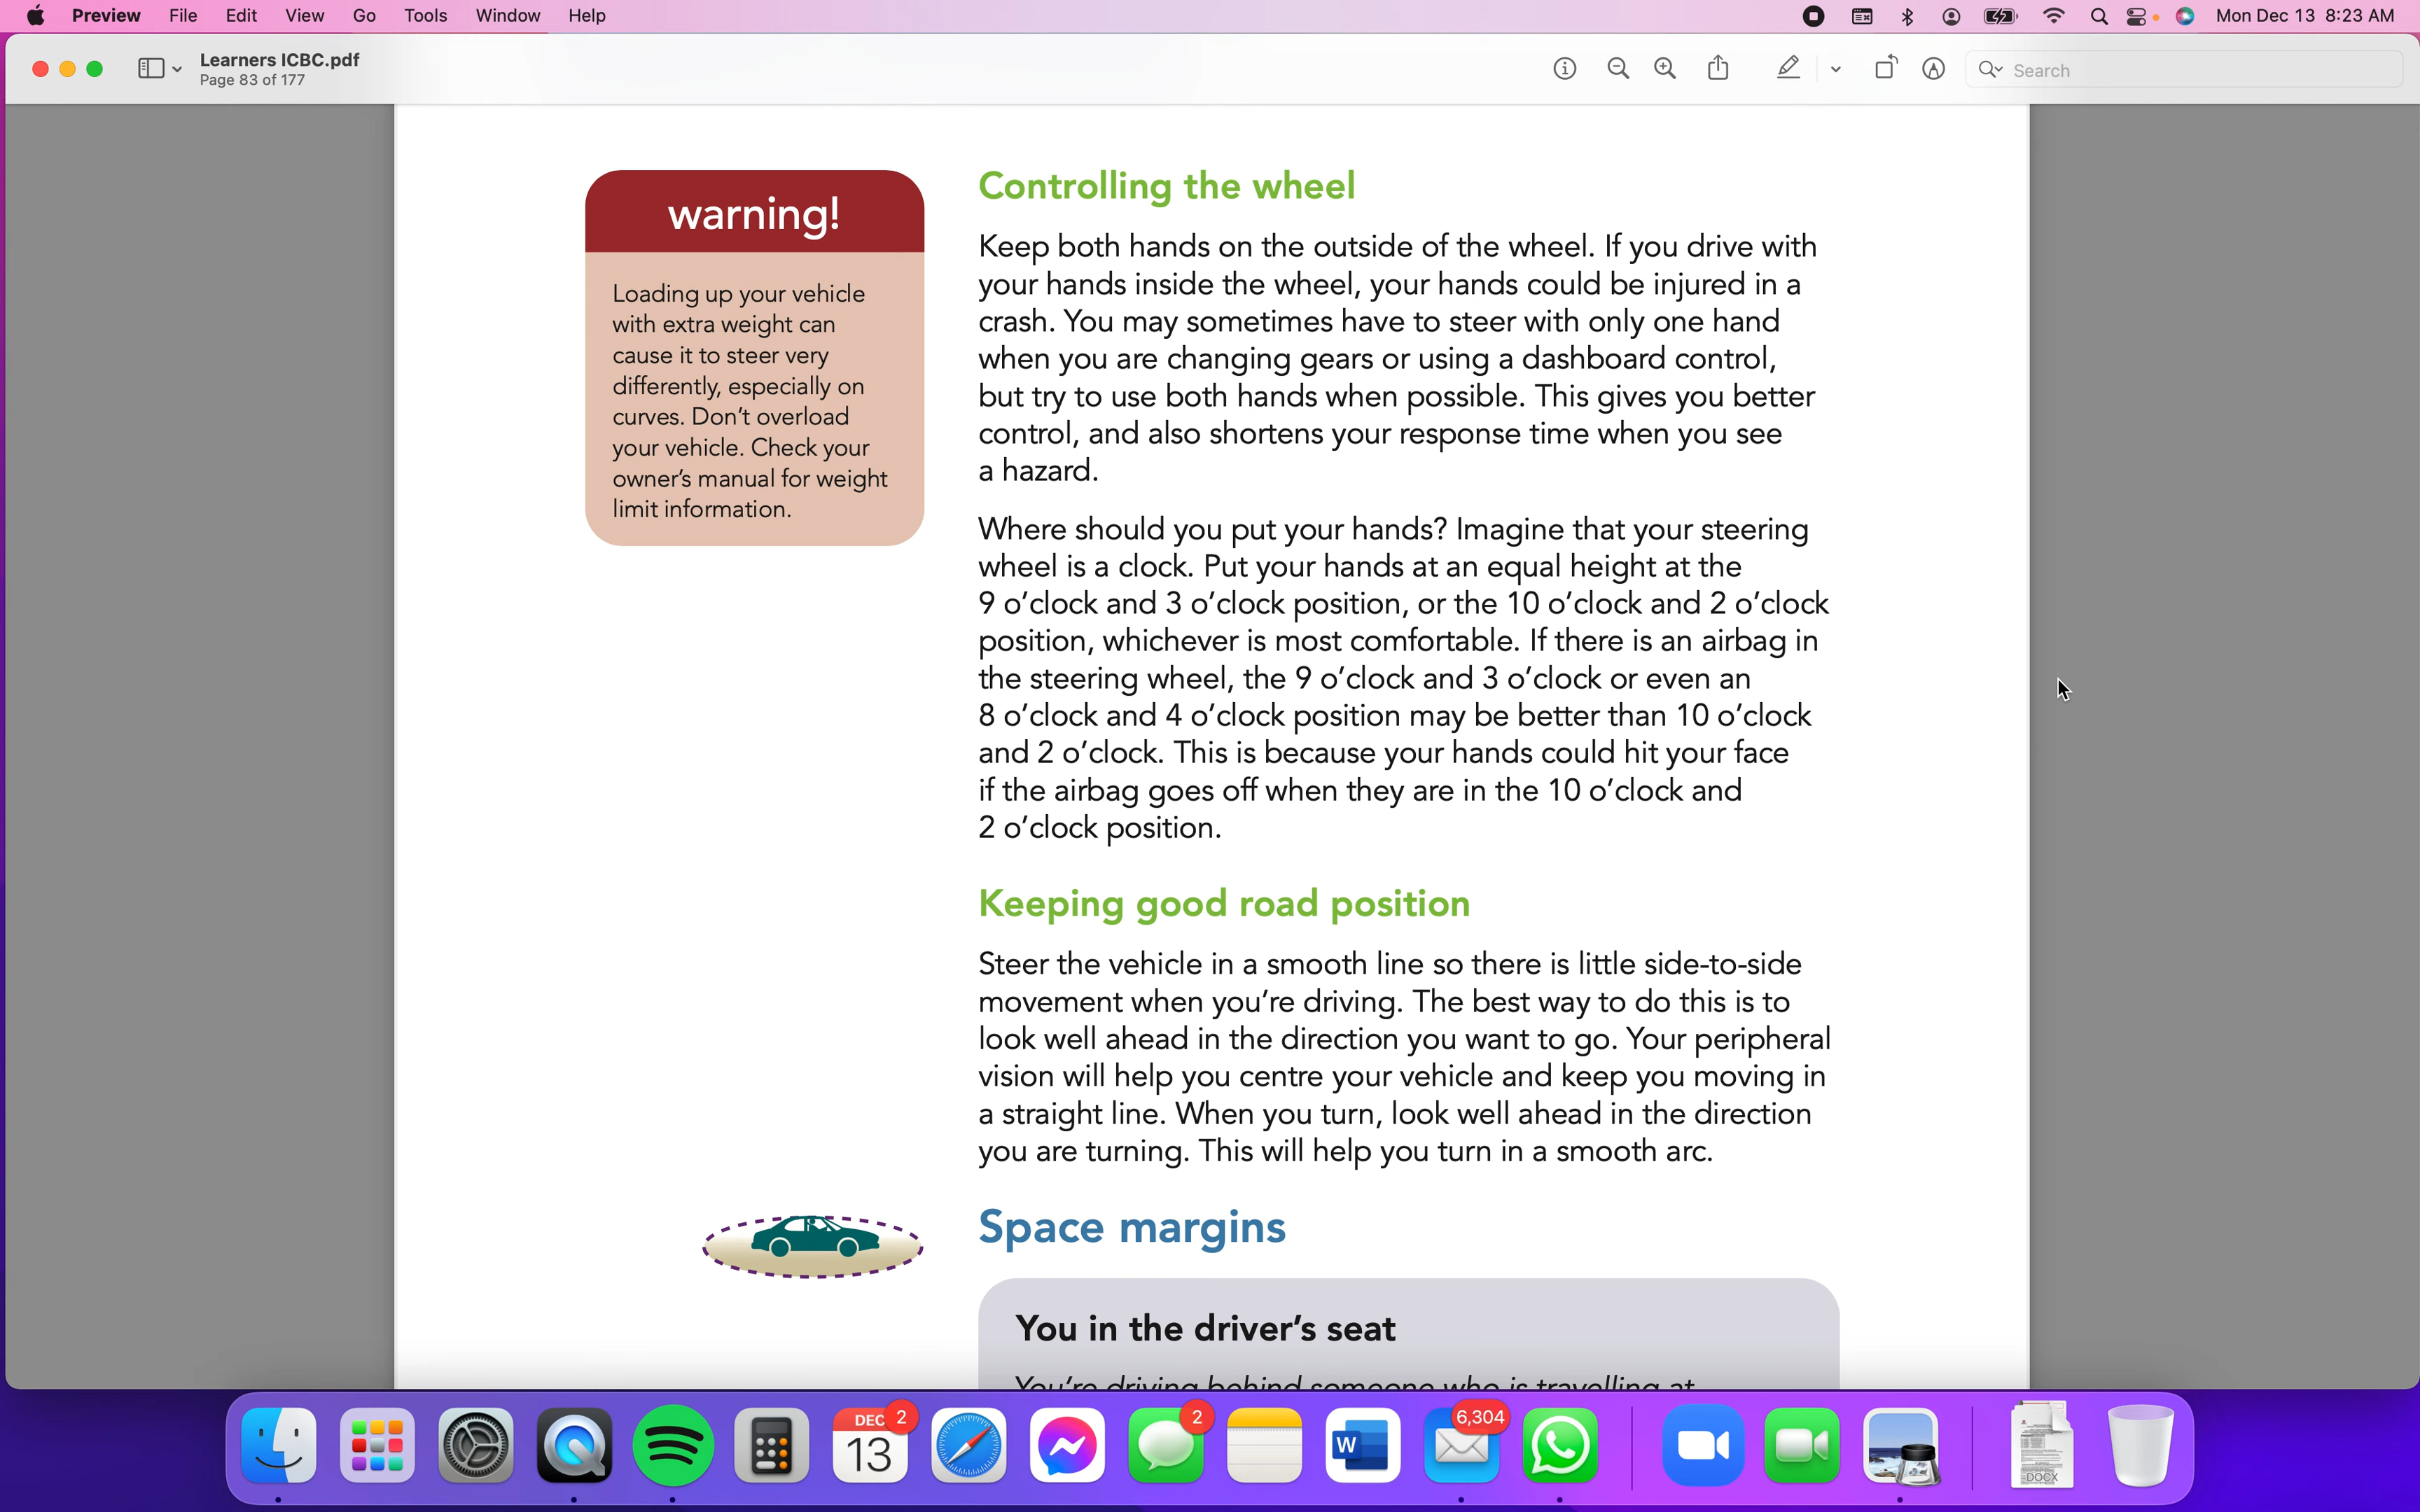 Preview File Edit View Go Tools Window Help
Mon Dec 13 8:23 AM
Learners ICBC.pdf
Page 83 of 177
Search
warning!
Loading up your vehicle
with extra weight can
cause it to steer very
differently, especially on
curves. Don't overload
your vehicle. Check your
owner's manual for weight
limit information.
Controlling the wheel
Keep both hands on the outside of the wheel. If you drive with
your hands inside the wheel, your hands could be injured in a
crash. You may sometimes have to steer with only one hand
when you are changing gears or using a dashboard control,
but try to use both hands when possible. This gives you better
control, and also shortens your response time when you see
a hazard.
Where should you put your hands? Imagine that your steering
wheel is a clock. Put your hands at an equal height at the
9 o'clock and 3 o'clock position, or the 10 o'clock and 2 o'clock
position, whichever is most comfortable. If there is an airbag in
the steering wheel, the 9 o'clock and 3 o'clock or even an
8 o'clock and 4 o'clock position may be better than 10 o'clock
and 2 o'clock. This is because your hands could hit your face
if the airbag goes off when they are in the 10 o'clock and
2 o'clock position.
Keeping good road position
Steer the vehicle in a smooth line so there is little side-to-side
movement when you're driving. The best way to do this is to
look well ahead in the direction you want to go. Your peripheral
vision will help you centre your vehicle and keep you moving in
a straight line. When you turn, look well ahead in the direction
you are turning. This will help you turn in a smooth arc.
Space margins
You in the driver's seat
You're driving behind someone who is travelling at
DEC 2
13
2
W
6,304
DOCX